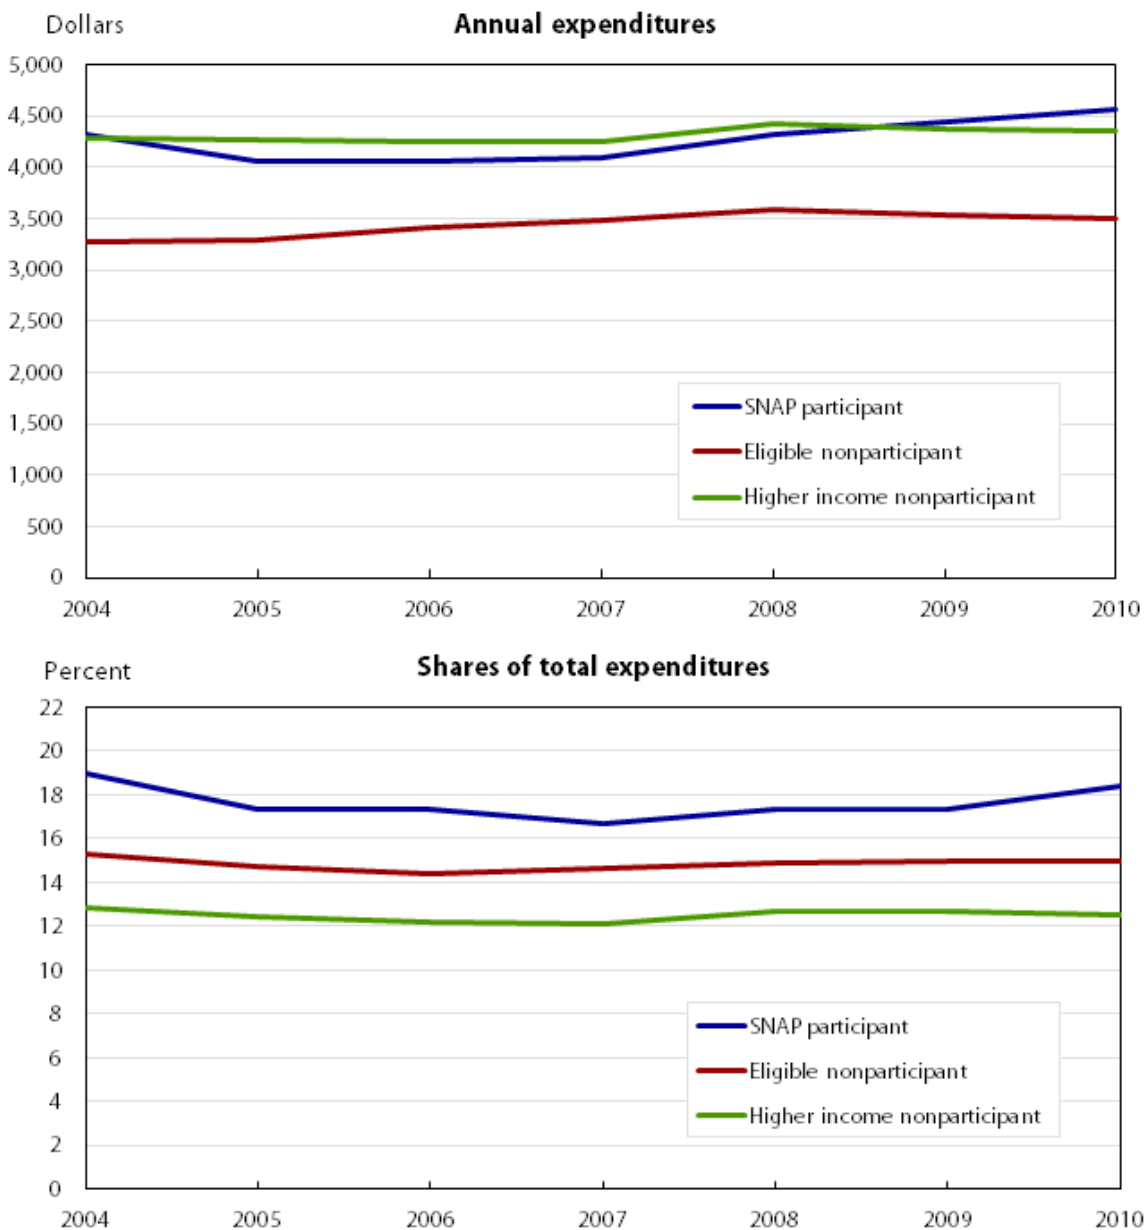 Dollars
Annual expenditures
5,000
4,500
4,000
3,500
3,000
2,500
2,000
1,500
1,000
500
0
SNAP participant
Eligible nonparticipant
Higher income nonparticipant
2004 2005 2006 2007 2008 2009 2010
Percent
Shares of total expenditures
22
20
18
16
14
12
10
8
6
4
2
0
SNAP participant
Eligible nonparticipant
Higher income nonparticipant
2004 2005 2006 2007 2008 2009 2010